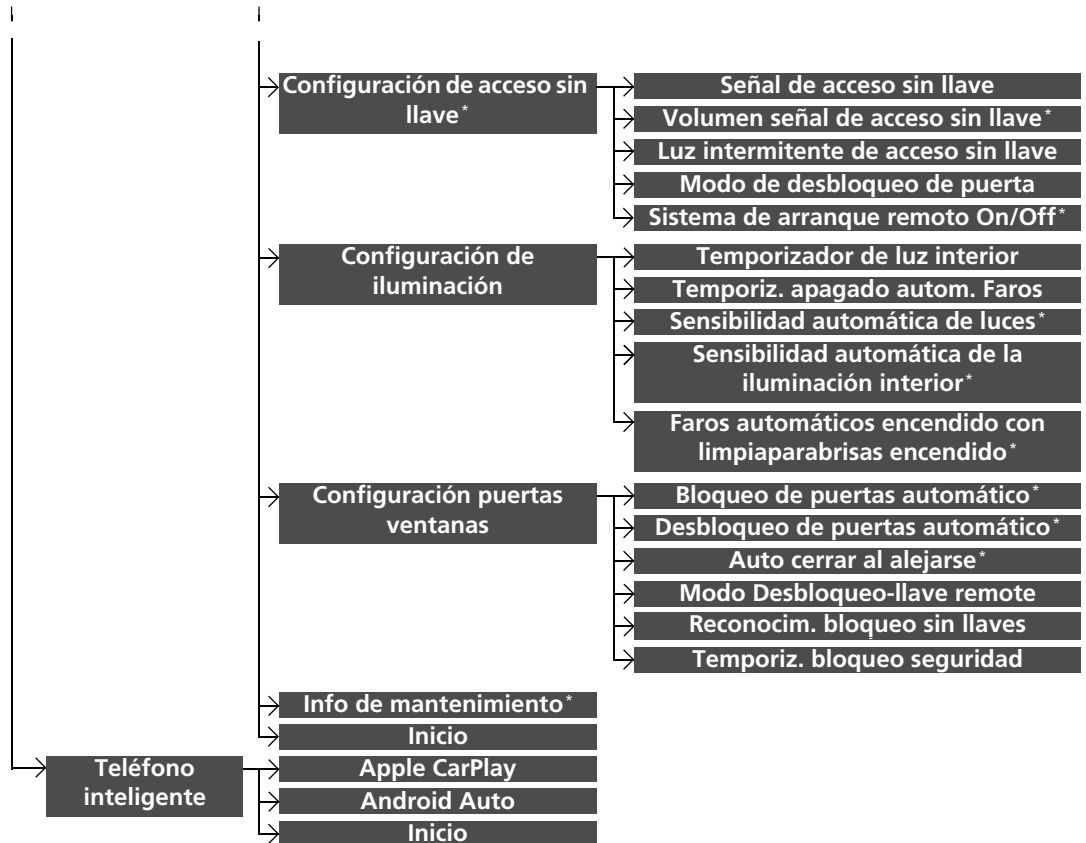 Configuración de acceso sin
llave*
Señal de acceso sin llave
Volumen señal de acceso sin llave*
Luz intermitente de acceso sin llave
Modo de desbloqueo de puerta
Sistema de arranque remoto On/Off*
Configuración de
iluminación
Temporizador de luz interior
Temporiz. apagado autom. Faros
Sensibilidad automática de luces*
Sensibilidad automática de la
iluminación interior*
Faros automáticos encendido con
limpiaparabrisas encendido*
Configuración puertas
ventanas
Bloqueo de puertas automático*
Desbloqueo de puertas automático*
Auto cerrar al alejarse*
Modo Desbloqueo-llave remote
Reconocim. bloqueo sin llaves
Temporiz. bloqueo seguridad
Info de mantenimiento*
Inicio
Teléfono
inteligente
Apple CarPlay
Android Auto
Inicio